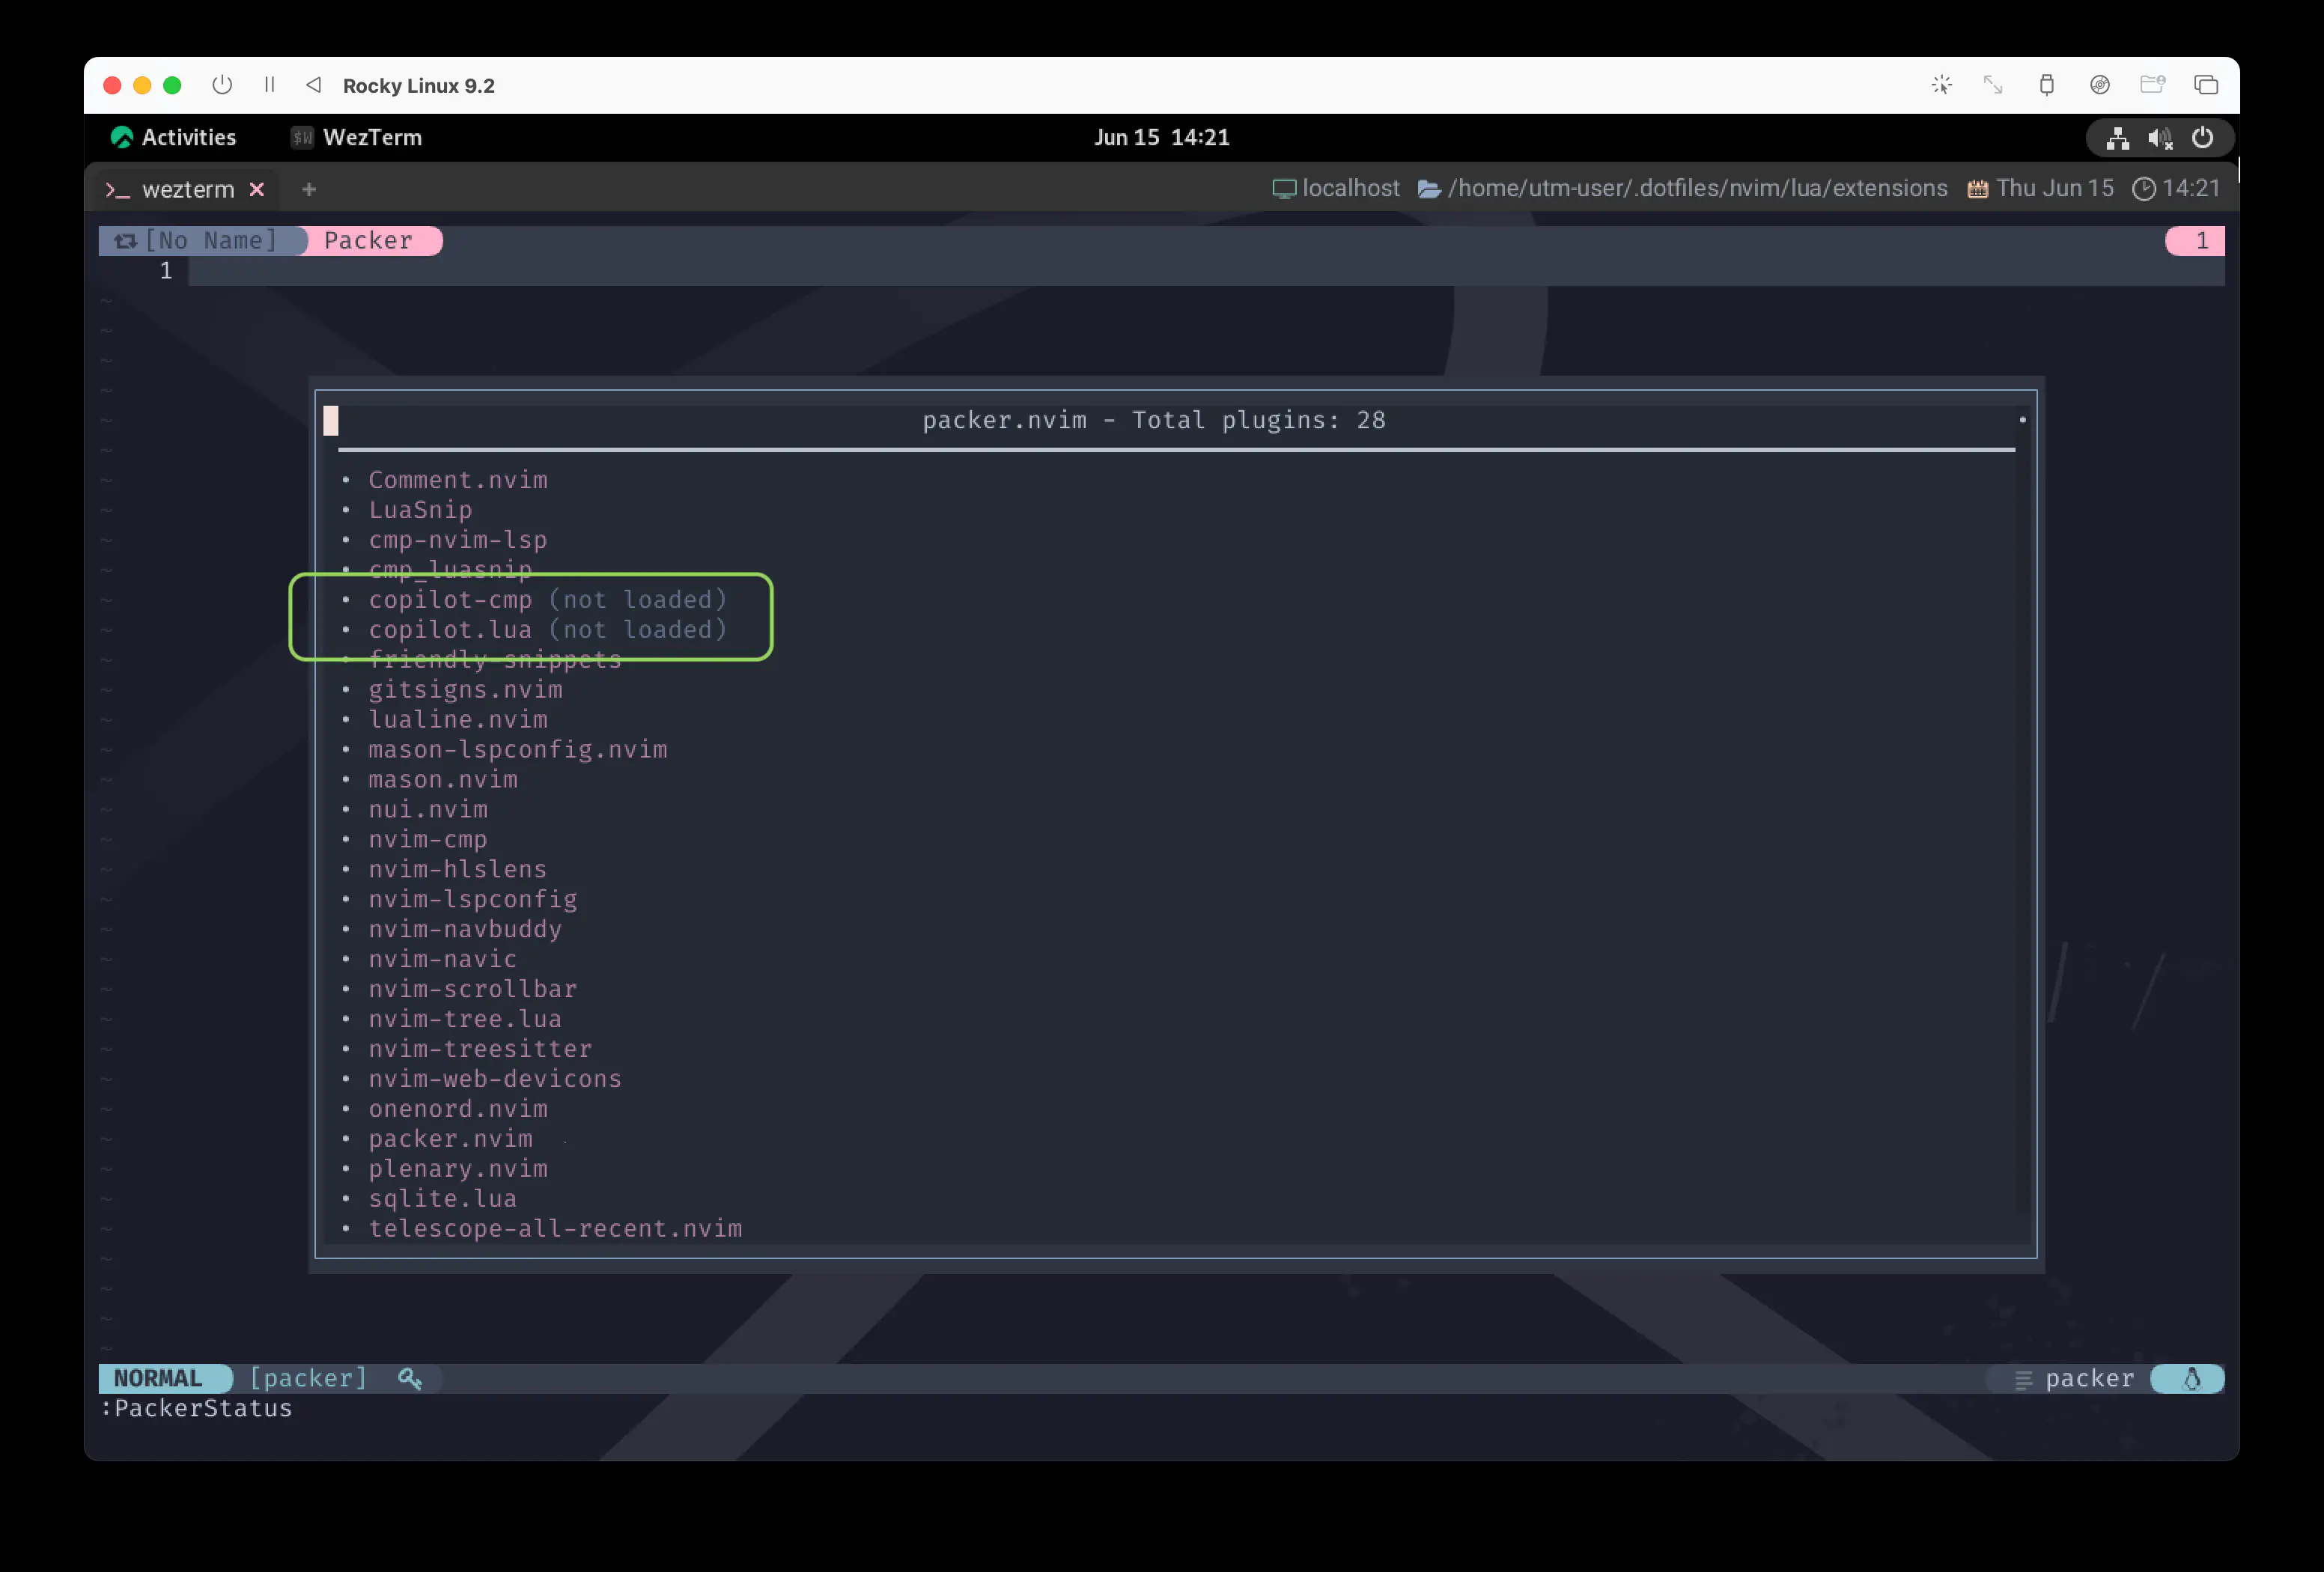 Rocky Linux 9.2
Activities $W WezTerm Jun 15 14:21
>_ wezterm × + localhost /home/utm-user/.dotfiles/nvim/lua/extensions Thu Jun 15 14:21
[No Name] Packer 1
1
packer.nvim - Total plugins: 28
• Comment.nvim
• LuaSnip
• cmp-nvim-lsp
• cmp_luasnip
• copilot-cmp (not loaded)
• copilot.lua (not loaded)
• friendly-snippets
• gitsigns.nvim
• lualine.nvim
• mason-lspconfig.nvim
• mason.nvim
• nui.nvim
• nvim-cmp
• nvim-hlslens
• nvim-lspconfig
• nvim-navbuddy
• nvim-navic
• nvim-scrollbar
• nvim-tree.lua
• nvim-treesitter
• nvim-web-devicons
• onenord.nvim
• packer.nvim
• plenary.nvim
• sqlite.lua
• telescope-all-recent.nvim
NORMAL [packer] packer
:PackerStatus